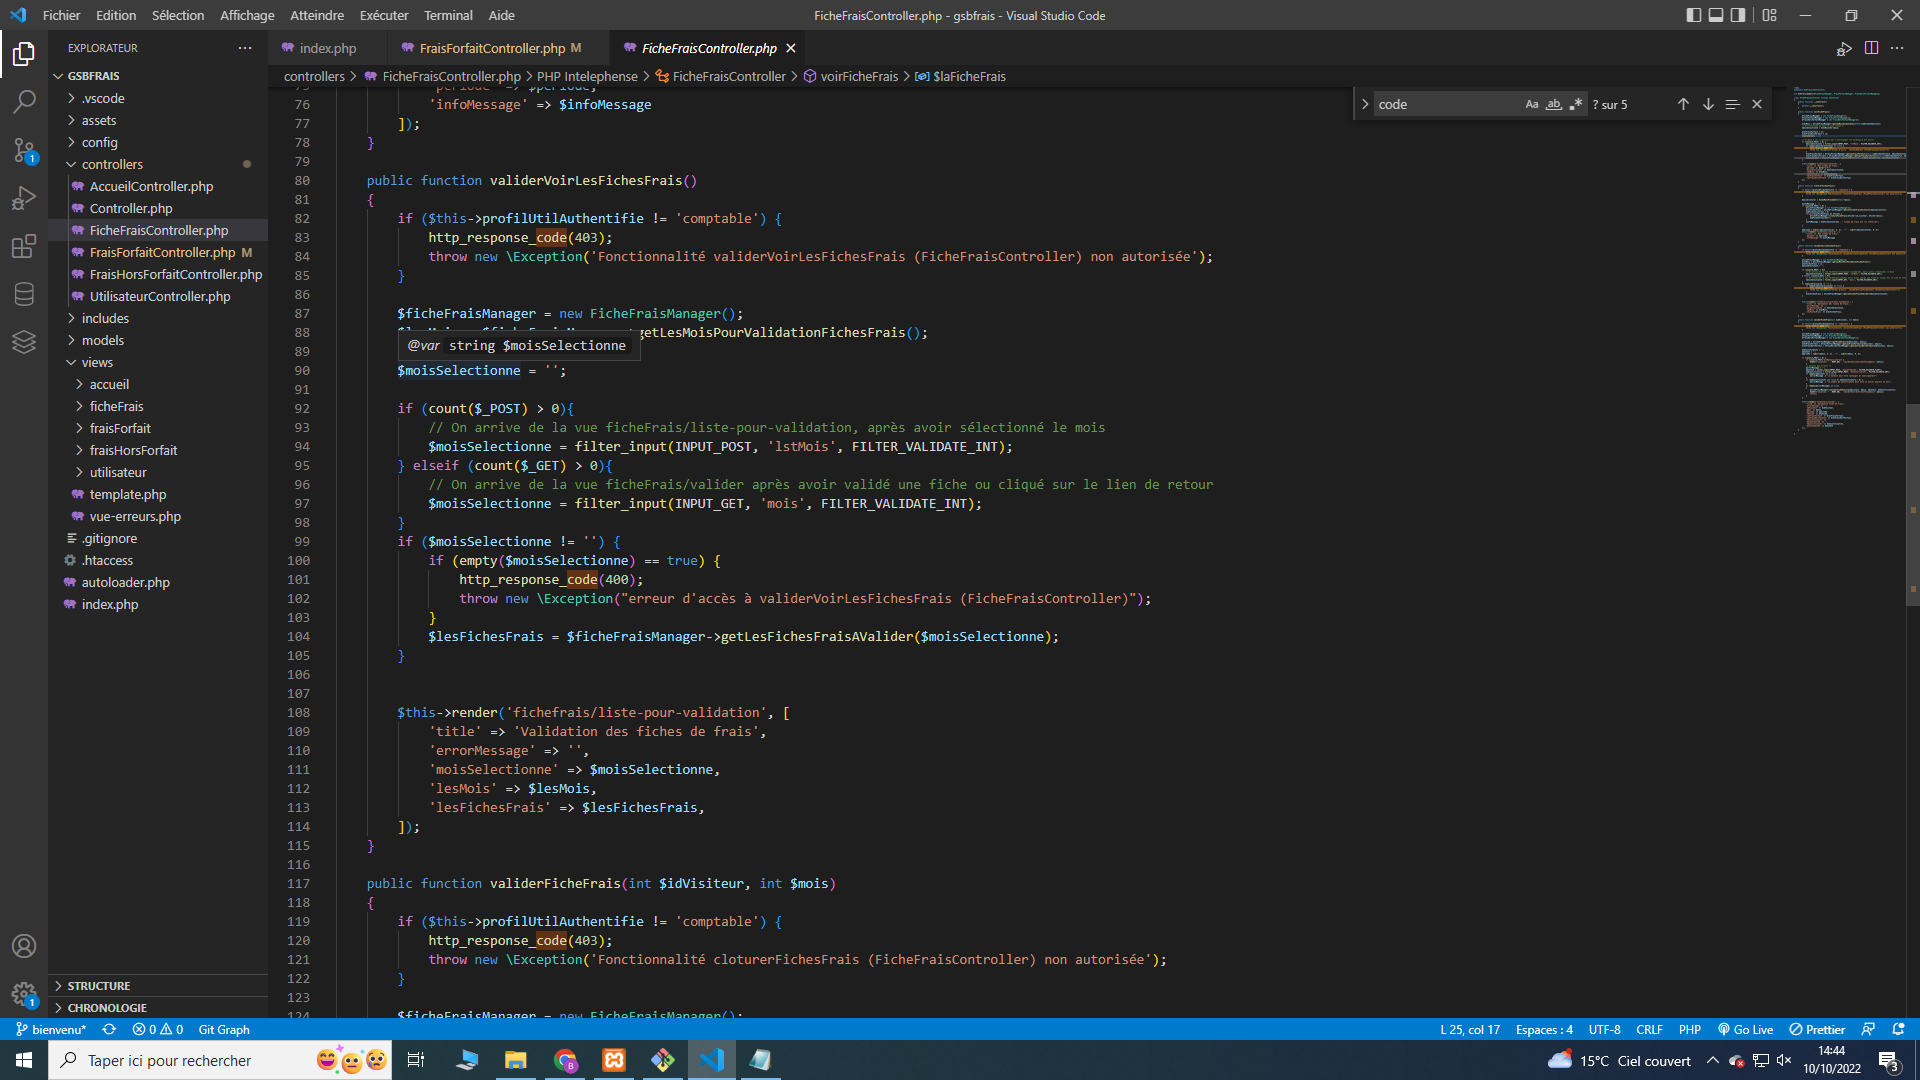 Fichier Edition Sélection Affichage Atteindre Exécuter Terminal Aide
FicheFraisController.php - gsbfrais - Visual Studio Code
EXPLORATEUR
index.php
FraisForfaitController.php M
FicheFraisController.php
controllers > FicheFraisController.php > PHP Intelephense > FicheFraisController > voirFicheFrais > $laFicheFrais
GSBFRAIS
.vscode
assets
config
controllers
AccueilController.php
Controller.php
FicheFraisController.php
FraisForfaitController.php M
FraisHorsForfaitController.php
UtilisateurController.php
includes
models
views
accueil
ficheFrais
fraisForfait
fraisHorsForfait
utilisateur
template.php
vue-erreurs.php
.gitignore
.htaccess
autoloader.php
index.php
STRUCTURE
CHRONOLOGIE
code Aa ab .* ? sur 5
75 'periode' => $periode,
76 'infoMessage' => $infoMessage
77 ]);
78 }
79
80 public function validerVoirLesFichesFrais()
81 {
82 if ($this->profilUtilAuthentifie != 'comptable') {
83 http_response_code(403);
84 throw new \Exception('Fonctionnalité validerVoirLesFichesFrais (FicheFraisController) non autorisée');
85 }
86
87 $ficheFraisManager = new FicheFraisManager();
88 getLesMoisPourValidationFichesFrais();
@var string $moisSelectionne
89
90 $moisSelectionne = '';
91
92 if (count($_POST) > 0){
93 // On arrive de la vue ficheFrais/liste-pour-validation, après avoir sélectionné le mois
94 $moisSelectionne = filter_input(INPUT_POST, 'lstMois', FILTER_VALIDATE_INT);
95 } elseif (count($_GET) > 0){
96 // On arrive de la vue ficheFrais/valider après avoir validé une fiche ou cliqué sur le lien de retour
97 $moisSelectionne = filter_input(INPUT_GET, 'mois', FILTER_VALIDATE_INT);
98 }
99 if ($moisSelectionne != '') {
100 if (empty($moisSelectionne) == true) {
101 http_response_code(400);
102 throw new \Exception("erreur d'accès à validerVoirLesFichesFrais (FicheFraisController)");
103 }
104 $lesFichesFrais = $ficheFraisManager->getLesFichesFraisAValider($moisSelectionne);
105 }
106
107
108 $this->render('fichefrais/liste-pour-validation', [
109 'title' => 'Validation des fiches de frais',
110 'errorMessage' => '',
111 'moisSelectionne' => $moisSelectionne,
112 'lesMois' => $lesMois,
113 'lesFichesFrais' => $lesFichesFrais,
114 ]);
115 }
116
117 public function validerFicheFrais(int $idVisiteur, int $mois)
118 {
119 if ($this->profilUtilAuthentifie != 'comptable') {
120 http_response_code(403);
121 throw new \Exception('Fonctionnalité cloturerFichesFrais (FicheFraisController) non autorisée');
122 }
123
124 $ficheFraisManager = new FicheFraisManager();
1
1
bienvenu* 0 0 Git Graph
L 25, col 17 Espaces : 4 UTF-8 CRLF PHP Go Live Prettier
Taper ici pour rechercher
B
15°C Ciel couvert
14:44
10/10/2022
3